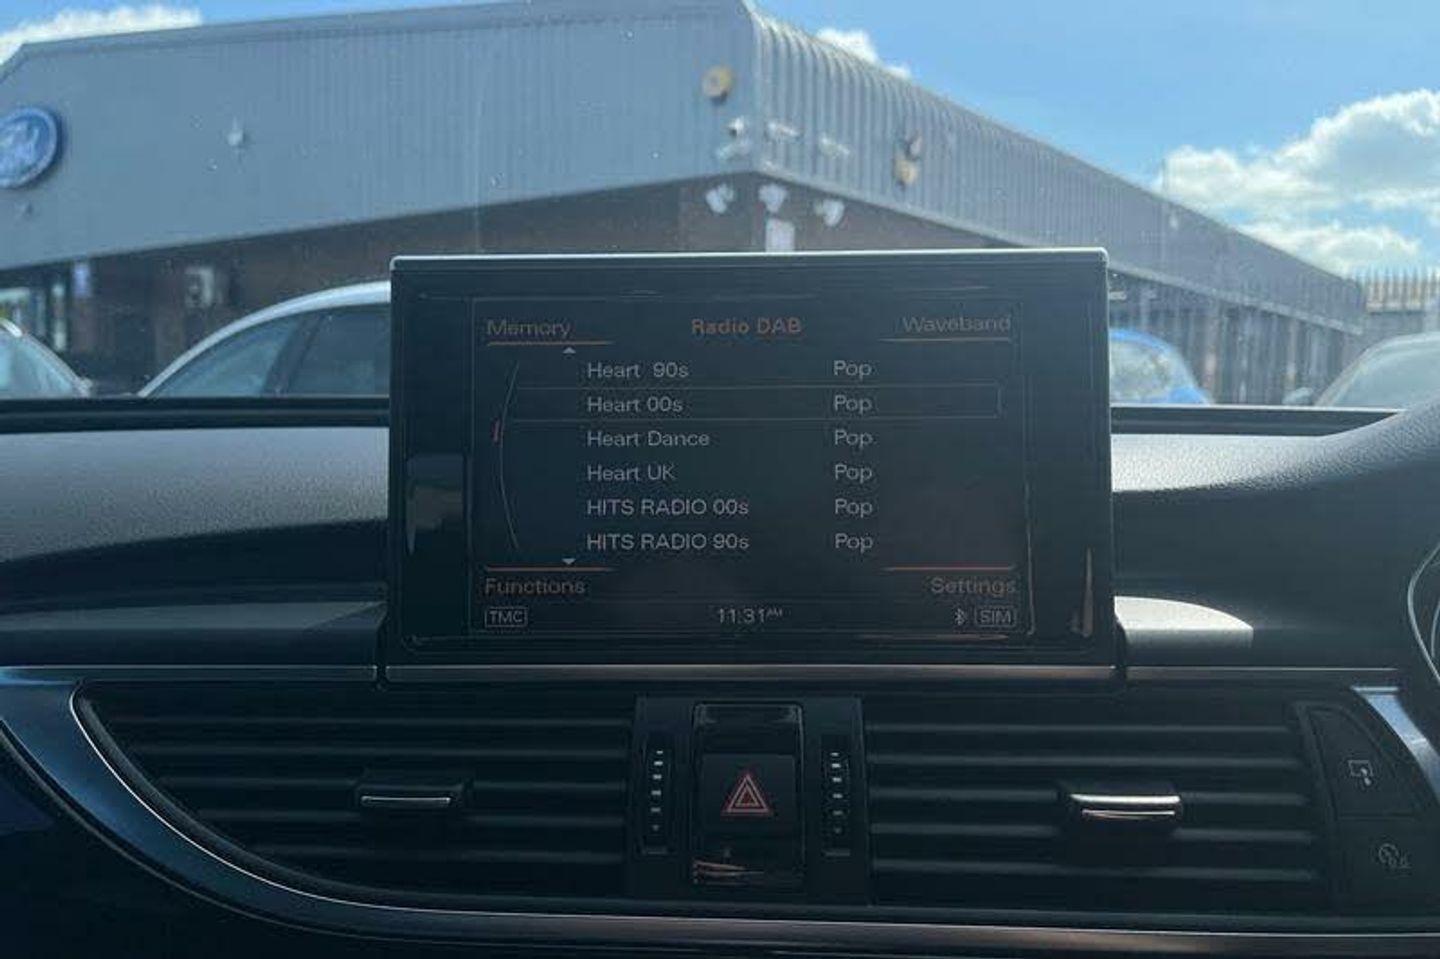 Memory Radio DAB Waveband
Heart 90s Pop
Heart 00s Pop
Heart Dance Pop
Heart UK Pop
HITS RADIO 00s Pop
HITS RADIO 90s Pop
Functions Settings
TMC 11:31 AM SIM